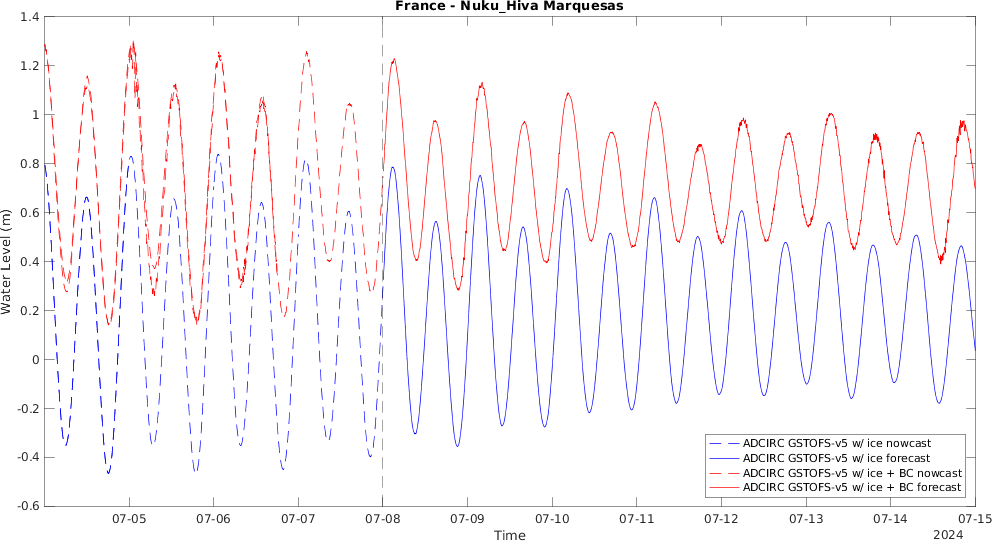 France - Nuku_Hiva Marquesas
1.4
1.2
1
0.8
0.6
0.4
0.2
0
-0.2
-0.4
-0.6
Water Level (m)
ADCIRC GSTOFS-v5 w/ ice nowcast
ADCIRC GSTOFS-v5 w/ ice forecast
ADCIRC GSTOFS-v5 w/ ice + BC nowcast
ADCIRC GSTOFS-v5 w/ ice + BC forecast
07-05 07-06 07-07 07-08 07-09 07-10 07-11 07-12 07-13 07-14 07-15
Time
2024